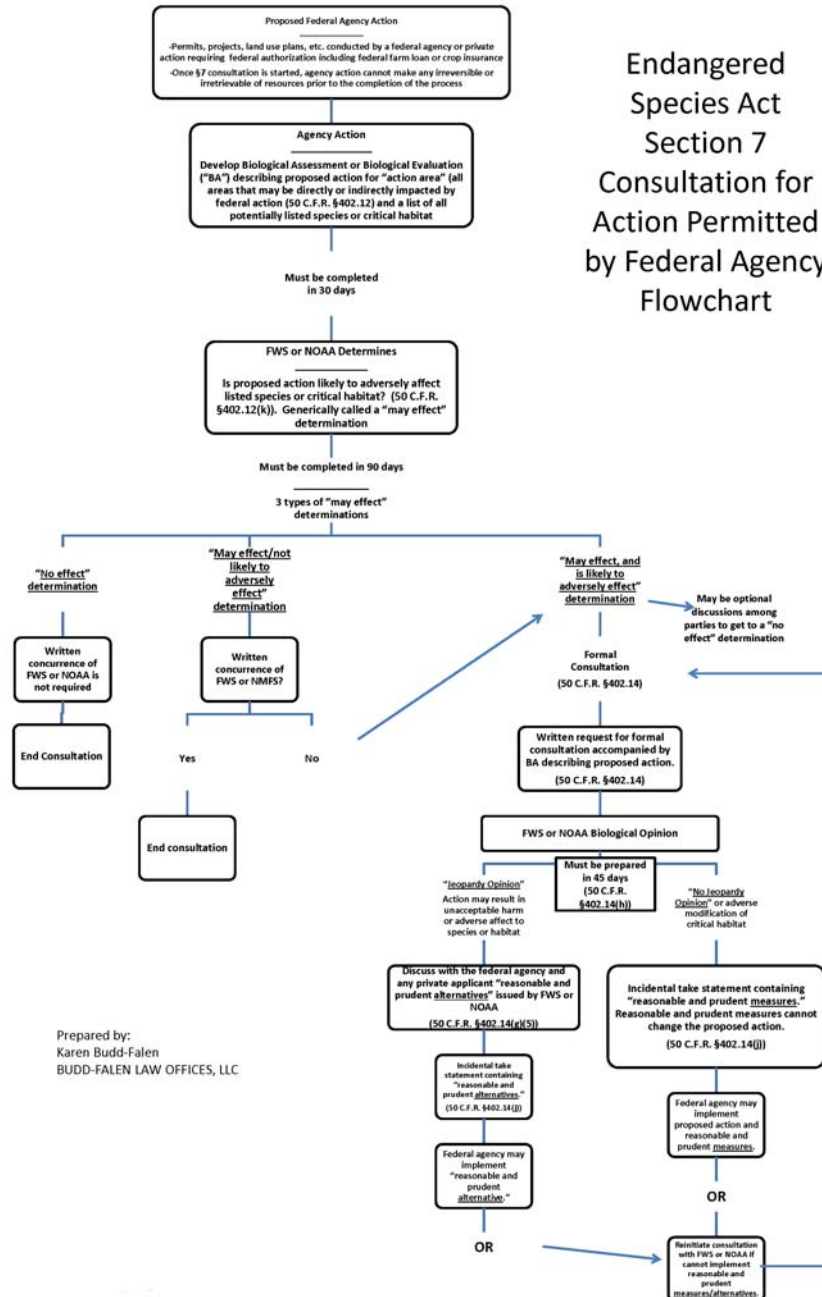 Proposed Federal Agency Action
-Permits, projects, land use plans, etc. conducted by a federal agency or private
action requiring federal authorization including federal farm loan or crop insurance
-Once §7 consultation is started, agency action cannot make any irreversible or
irretrievable of resources prior to the completion of the process
Endangered
Species Act
Section 7
Consultation for
Action Permitted
by Federal Agency
Flowchart
Agency Action
Develop Biological Assessment or Biological Evaluation
("BA") describing proposed action for "action area" (all
areas that may be directly or indirectly impacted by
federal action (50 C.F.R. §402.12) and a list of all
potentially listed species or critical habitat
Must be completed
in 30 days
FWS or NOAA Determines
Is proposed action likely to adversely affect
listed species or critical habitat? (50 C.F.R.
§402.12(k)). Generically called a "may effect"
determination
Must be completed in 90 days
3 types of "may effect"
determinations
"No effect"
determination
Written
concurrence of
FWS or NOAA is
not required
End Consultation
"May effect/not
likely to
adversely
effect"
determination
Written
concurrence of
FWS or NMFS?
Yes
No
End consultation
"May effect, and
is likely to
adversely effect"
determination
May be optional
discussions among
parties to get to a "no
effect" determination
Formal
Consultation
(50 C.F.R. §402.14)
Written request for formal
consultation accompanied by
BA describing proposed action.
(50 C.F.R. §402.14)
FWS or NOAA Biological Opinion
Must be prepared
in 45 days
(50 C.F.R.
§402.14(h))
"Jeopardy Opinion"
Action may result in
unacceptable harm
or adverse affect to
species or habitat
Discuss with the federal agency and
any private applicant "reasonable and
prudent alternatives" issued by FWS or
NOAA
(50 C.F.R. §402.14(g)(5))
Incidental take
statement containing
"reasonable and
prudent alternatives."
(50 C.F.R. §402.14(j))
Federal agency may
implement
"reasonable and
prudent
alternative."
OR
"No Jeopardy
Opinion" or adverse
modification of
critical habitat
Incidental take statement containing
"reasonable and prudent measures."
Reasonable and prudent measures cannot
change the proposed action.
(50 C.F.R. §402.14(j))
Federal agency may
implement
proposed action and
reasonable and
prudent measures.
OR
Reinitiate consultation
with FWS or NOAA if
cannot implement
reasonable and
prudent
measures/alternatives.
Prepared by:
Karen Budd-Falen
BUDD-FALEN LAW OFFICES, LLC